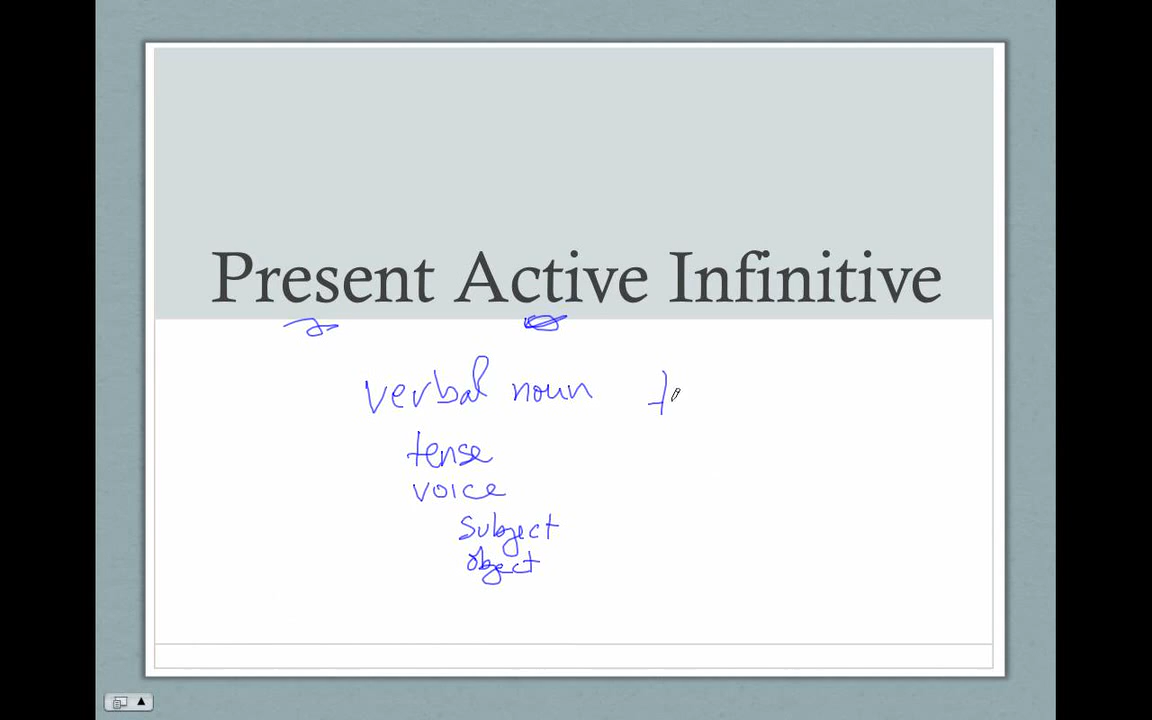 Present Active Infinitive
verbal noun
tense
voice
subject
object